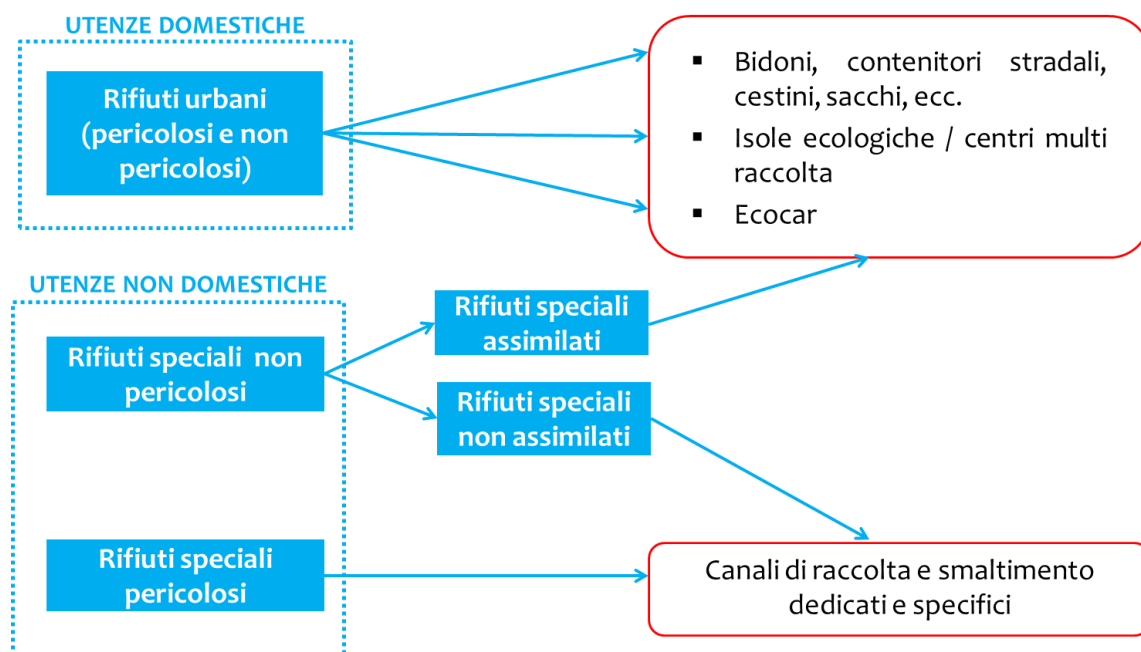 UTENZE DOMESTICHE
Rifiuti urbani
(pericolosi e non
pericolosi)
▪ Bidoni, contenitori stradali,
cestini, sacchi, ecc.
▪ Isole ecologiche / centri multi
raccolta
▪ Ecocar
UTENZE NON DOMESTICHE
Rifiuti speciali non
pericolosi
Rifiuti speciali
assimilati
Rifiuti speciali
non assimilati
Rifiuti speciali
pericolosi
Canali di raccolta e smaltimento
dedicati e specifici